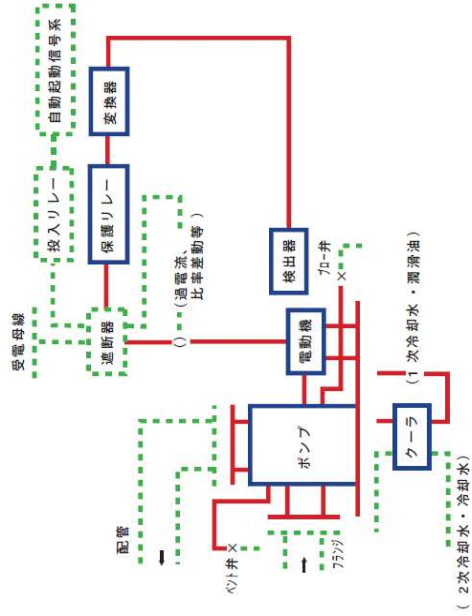 自動起動信号系
投入リレー
受電母線
変換器
保護リレー
遮断器
(過電流、
比率差動等)
()
検出器
ブロー弁
×
電動機
ポンプ
配管
ベント弁×
フランジ
クーラ
(1次冷却水・潤滑油)
(2次冷却水・冷却水)